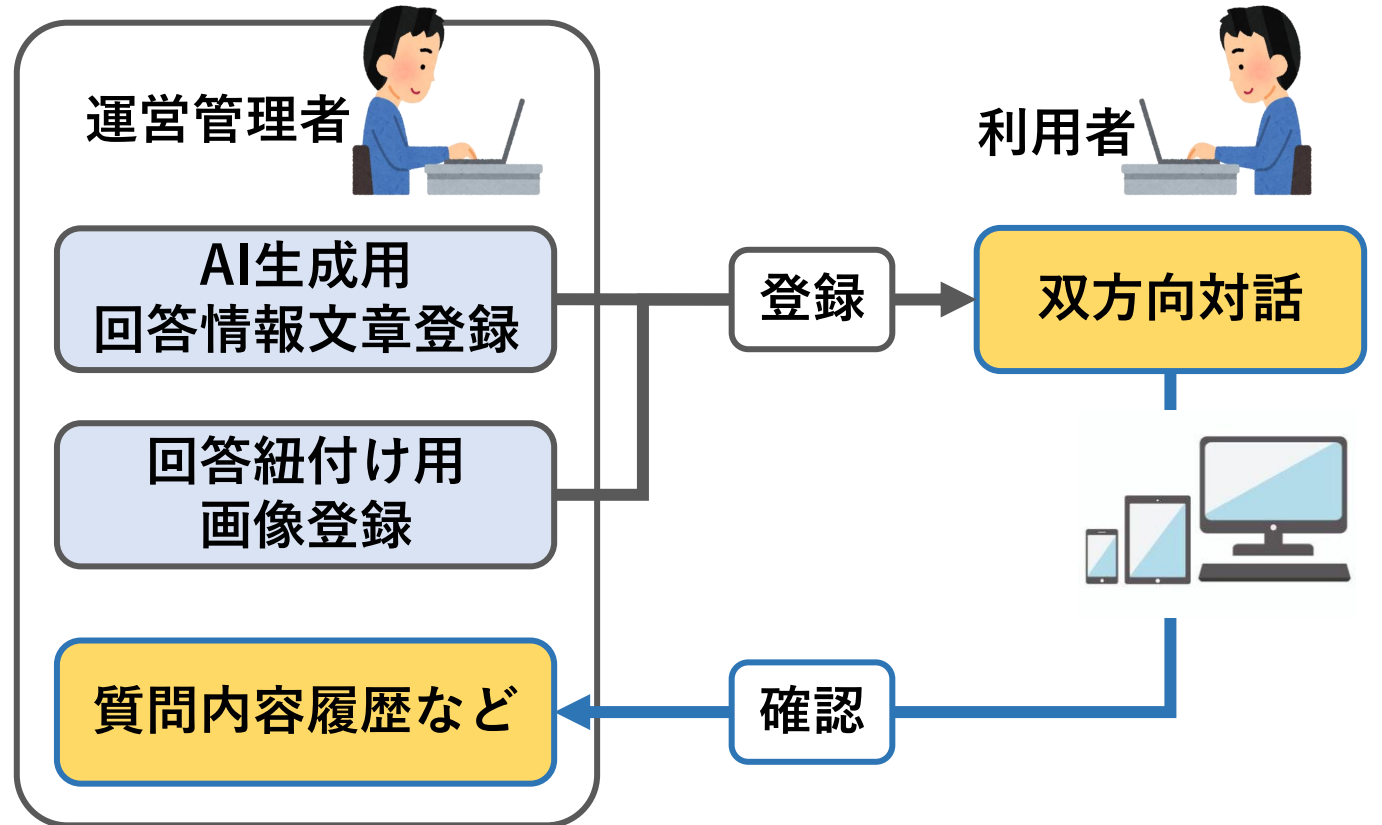 運営管理者
利用者
AI生成用
回答情報文章登録
登録
双方向対話
回答紐付け用
画像登録
質問内容履歴など
確認